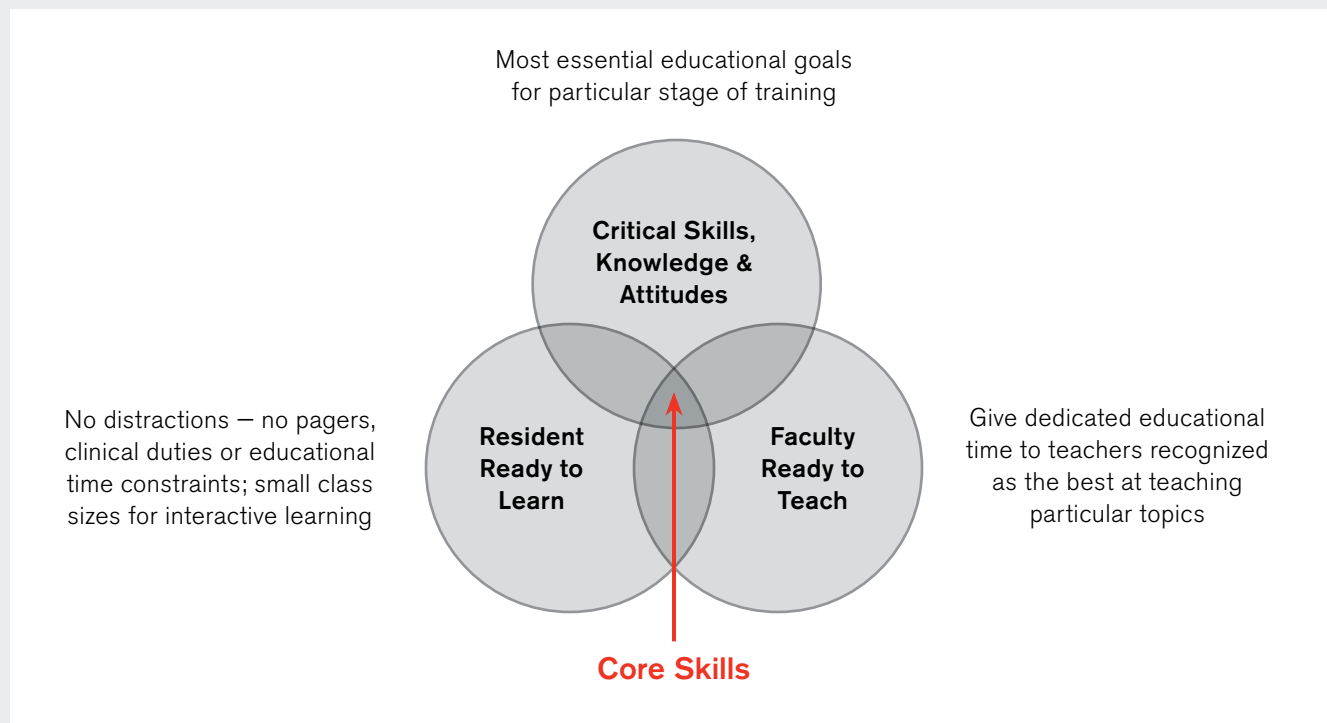 Most essential educational goals
for particular stage of training
Critical Skills,
Knowledge &
Attitudes
No distractions – no pagers,
clinical duties or educational
time constraints; small class
sizes for interactive learning
Resident
Ready to
Learn
Faculty
Ready to
Teach
Give dedicated educational
time to teachers recognized
as the best at teaching
particular topics
Core Skills